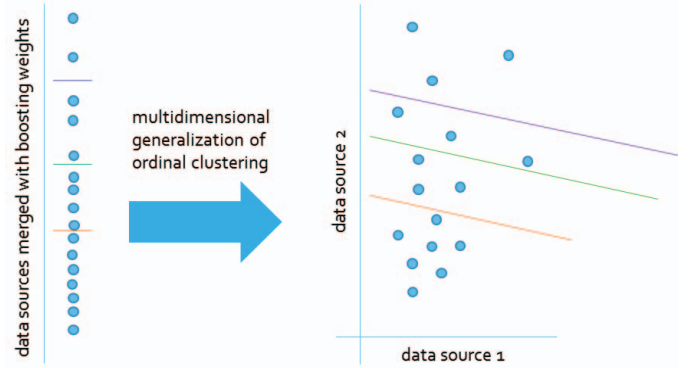 data sources merged with boosting weights
multidimensional
generalization of
ordinal clustering
data source 2
data source 1